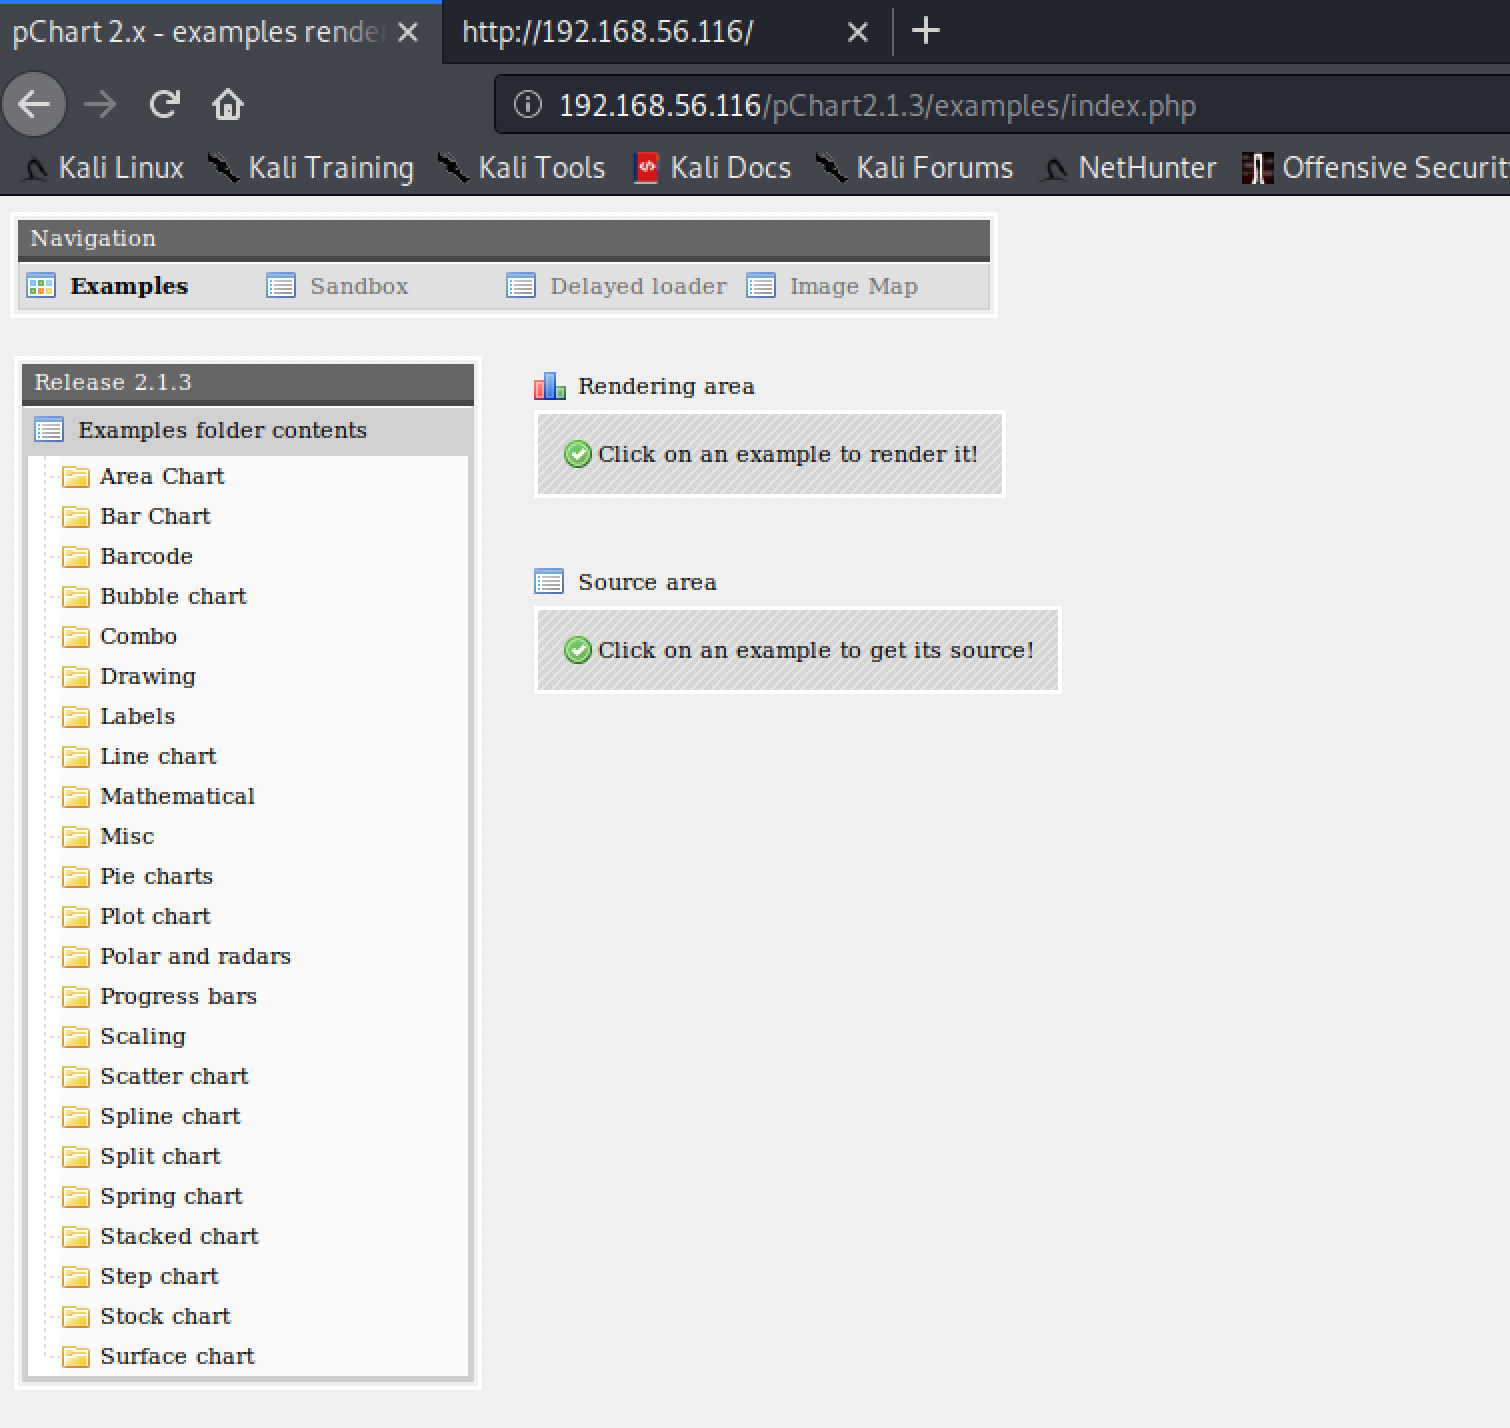 pChart 2.x - examples rende
http://192.168.56.116/
192.168.56.116/pChart2.1.3/examples/index.php
Kali Linux Kali Training Kali Tools Kali Docs Kali Forums NetHunter Offensive Securit
Navigation
Examples Sandbox Delayed loader Image Map
Release 2.1.3
Examples folder contents
Area Chart
Bar Chart
Barcode
Bubble chart
Combo
Drawing
Labels
Line chart
Mathematical
Misc
Pie charts
Plot chart
Polar and radars
Progress bars
Scaling
Scatter chart
Spline chart
Split chart
Spring chart
Stacked chart
Step chart
Stock chart
Surface chart
Rendering area
Click on an example to render it!
Source area
Click on an example to get its source!